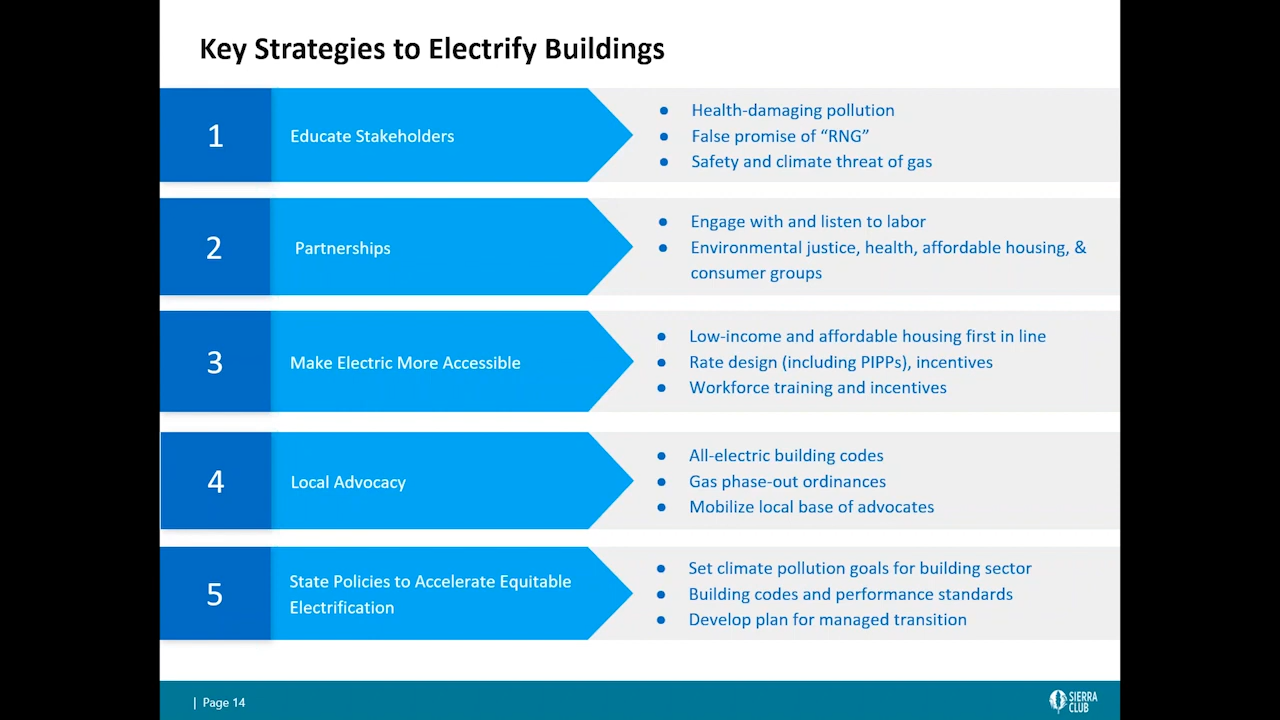 Key Strategies to Electrify Buildings
1
Educate Stakeholders
● Health-damaging pollution
● False promise of “RNG”
● Safety and climate threat of gas
2
Partnerships
● Engage with and listen to labor
● Environmental justice, health, affordable housing, &
consumer groups
3
Make Electric More Accessible
● Low-income and affordable housing first in line
● Rate design (including PIPPs), incentives
● Workforce training and incentives
4
Local Advocacy
● All-electric building codes
● Gas phase-out ordinances
● Mobilize local base of advocates
5
State Policies to Accelerate Equitable
Electrification
● Set climate pollution goals for building sector
● Building codes and performance standards
● Develop plan for managed transition
| Page 14
SIERRA
CLUB